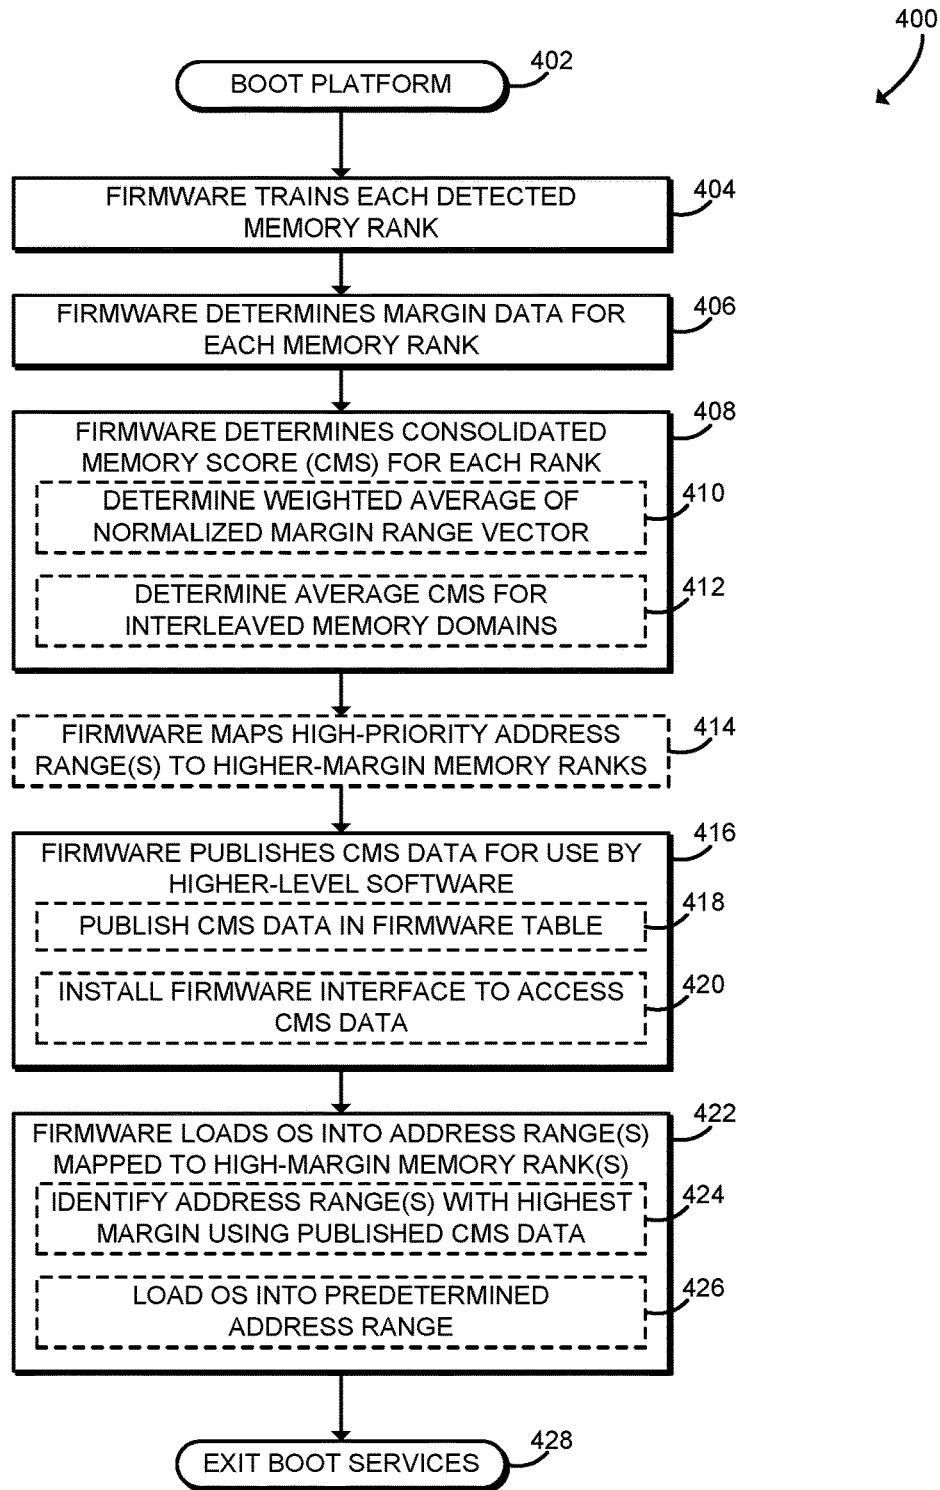 400
BOOT PLATFORM
402
FIRMWARE TRAINS EACH DETECTED
MEMORY RANK
404
FIRMWARE DETERMINES MARGIN DATA FOR
EACH MEMORY RANK
406
FIRMWARE DETERMINES CONSOLIDATED
MEMORY SCORE (CMS) FOR EACH RANK
408
DETERMINE WEIGHTED AVERAGE OF
NORMALIZED MARGIN RANGE VECTOR
410
DETERMINE AVERAGE CMS FOR
INTERLEAVED MEMORY DOMAINS
412
FIRMWARE MAPS HIGH-PRIORITY ADDRESS
RANGE(S) TO HIGHER-MARGIN MEMORY RANKS
414
FIRMWARE PUBLISHES CMS DATA FOR USE BY
HIGHER-LEVEL SOFTWARE
416
PUBLISH CMS DATA IN FIRMWARE TABLE
418
INSTALL FIRMWARE INTERFACE TO ACCESS
CMS DATA
420
FIRMWARE LOADS OS INTO ADDRESS RANGE(S)
MAPPED TO HIGH-MARGIN MEMORY RANK(S)
422
IDENTIFY ADDRESS RANGE(S) WITH HIGHEST
MARGIN USING PUBLISHED CMS DATA
424
LOAD OS INTO PREDETERMINED
ADDRESS RANGE
426
EXIT BOOT SERVICES
428